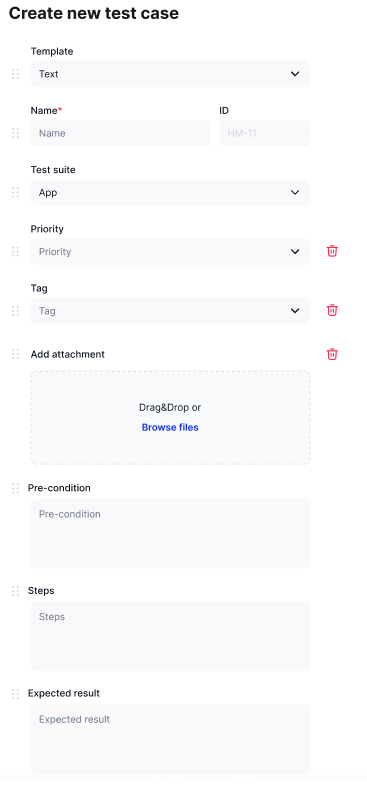 Create new test case
Template
Text
Name* ID
Name HM-11
Test suite
App
Priority
Priority
Tag
Tag
Add attachment
Drag&Drop or
Browse files
Pre-condition
Pre-condition
Steps
Steps
Expected result
Expected result